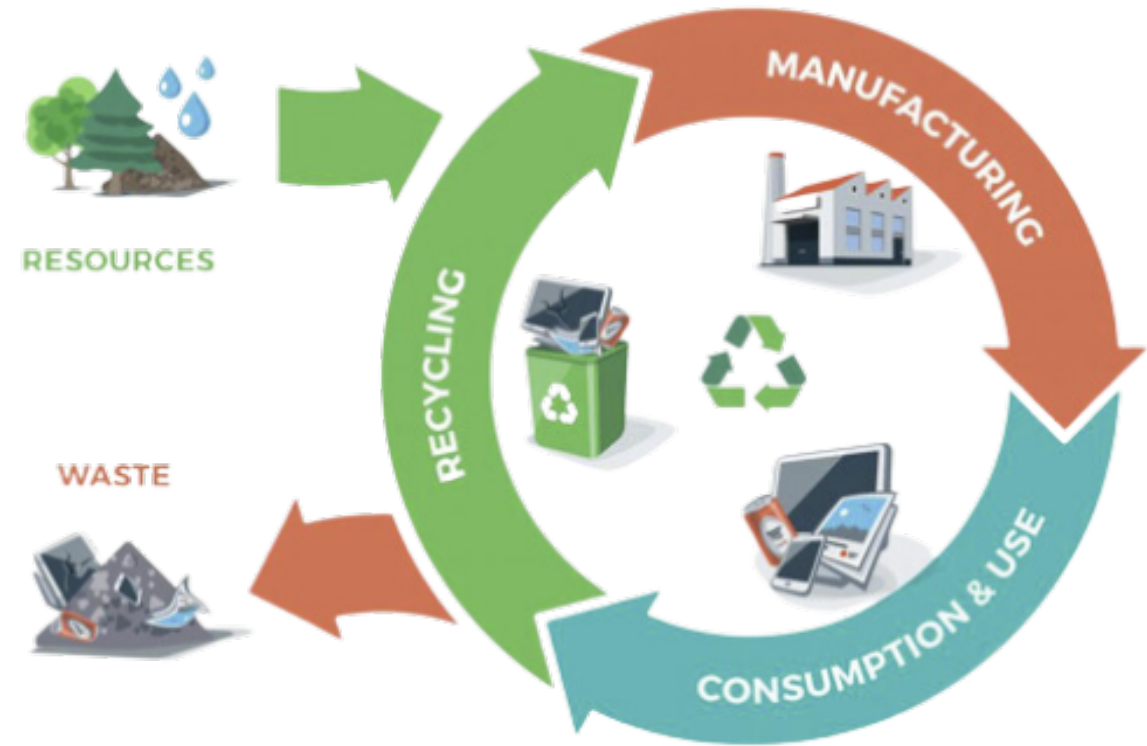 RESOURCES
WASTE
RECYCLING
MANUFACTURING
CONSUMPTION & USE